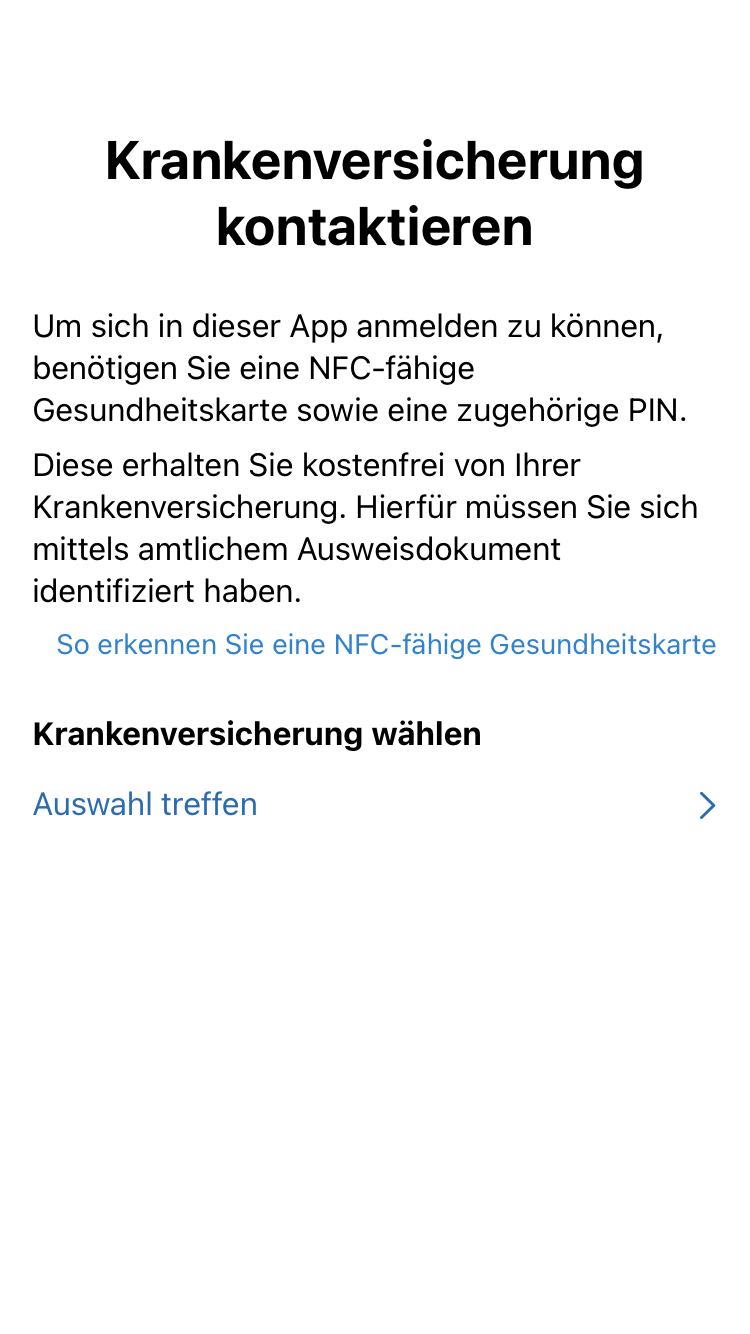 Krankenversicherung
kontaktieren
Um sich in dieser App anmelden zu können,
benötigen Sie eine NFC-fähige
Gesundheitskarte sowie eine zugehörige PIN.
Diese erhalten Sie kostenfrei von Ihrer
Krankenversicherung. Hierfür müssen Sie sich
mittels amtlichem Ausweisdokument
identifiziert haben.
So erkennen Sie eine NFC-fähige Gesundheitskarte
Krankenversicherung wählen
Auswahl treffen